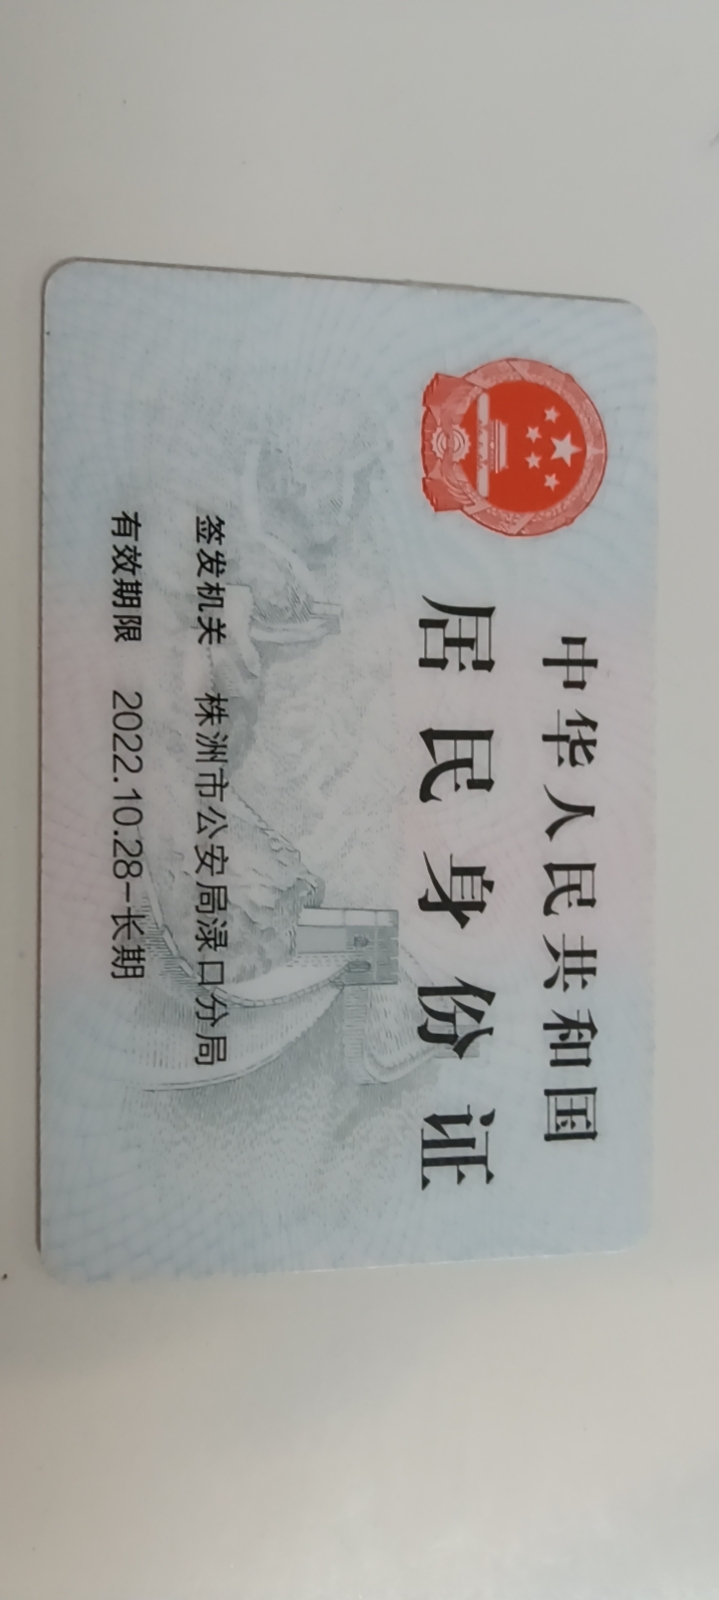 中华人民共和国
居民身份证
签发机关 株洲市公安局渌口分局
有效期限 2022.10.28-长期